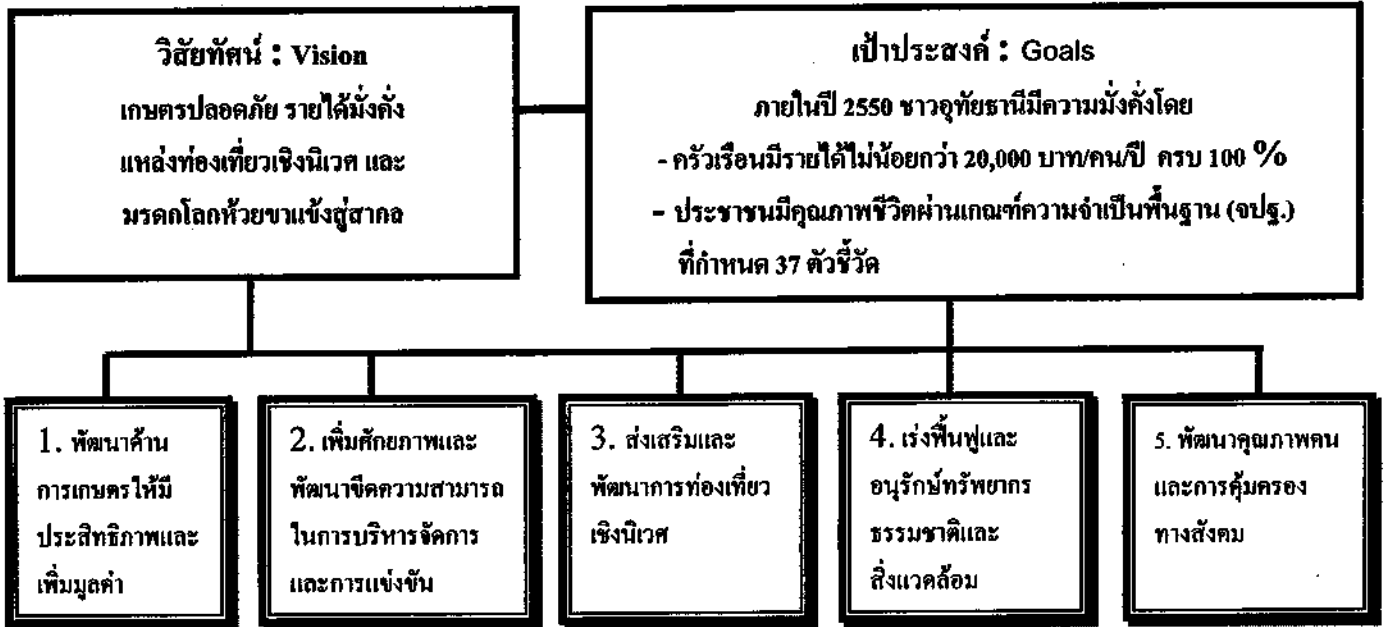 วิสัยทัศน์ : Vision
เกษตรปลอดภัย รายได้มั่งคั่ง
แหล่งท่องเที่ยวเชิงนิเวศ และ
มรดกโลกห้วยขาแข้งสู่สากล
เป้าประสงค์ : Goals
ภายในปี 2550 ชาวอุทัยธานีมีความมั่งคั่งโดย
- ครัวเรือนมีรายได้ไม่น้อยกว่า 20,000 บาท/คน/ปี ครบ 100 %
- ประชาชนมีคุณภาพชีวิตผ่านเกณฑ์ความจำเป็นพื้นฐาน (จปฐ.)
ที่กำหนด 37 ตัวชี้วัด
1. พัฒนาด้าน
การเกษตรให้มี
ประสิทธิภาพและ
เพิ่มมูลค่า
2. เพิ่มศักยภาพและ
พัฒนาขีดความสามารถ
ในการบริหารจัดการ
และการแข่งขัน
3. ส่งเสริมและ
พัฒนาการท่องเที่ยว
เชิงนิเวศ
4. เร่งฟื้นฟูและ
อนุรักษ์ทรัพยากร
ธรรมชาติและ
สิ่งแวดล้อม
5. พัฒนาคุณภาพคน
และการคุ้มครอง
ทางสังคม